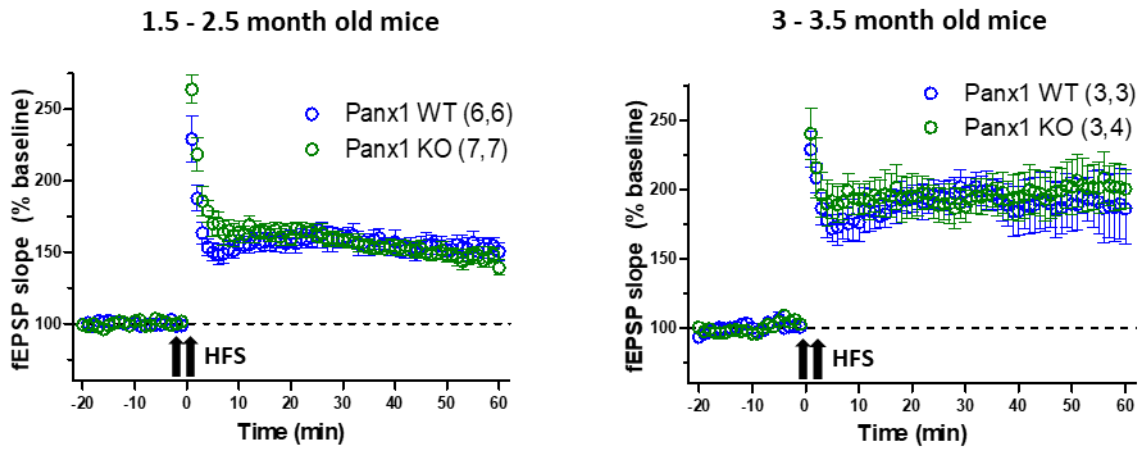 1.5 - 2.5 month old mice
250
200
150
100
fEPSP slope (% baseline)
Panx1 WT (6,6)
Panx1 KO (7,7)
HFS
-20 -10 0 10 20 30 40 50 60
Time (min)
3 - 3.5 month old mice
250
200
150
100
fEPSP slope (% baseline)
Panx1 WT (3,3)
Panx1 KO (3,4)
HFS
-20 -10 0 10 20 30 40 50 60
Time (min)